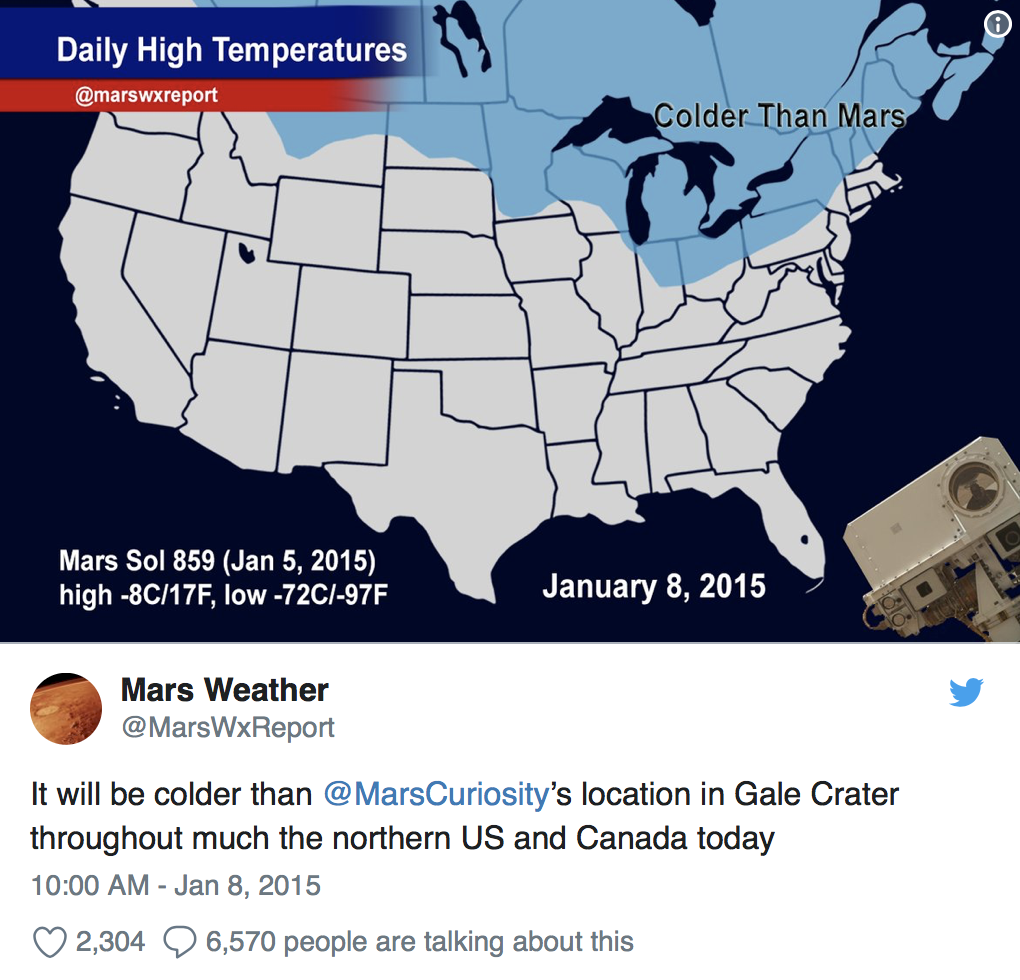 Daily High Temperatures
@marswxreport
Colder Than Mars
Mars Sol 859 (Jan 5, 2015)
high -8C/17F, low -72C/-97F
January 8, 2015
Mars Weather
@MarsWxReport
It will be colder than @MarsCuriosity’s location in Gale Crater
throughout much the northern US and Canada today
10:00 AM - Jan 8, 2015
2,304 6,570 people are talking about this